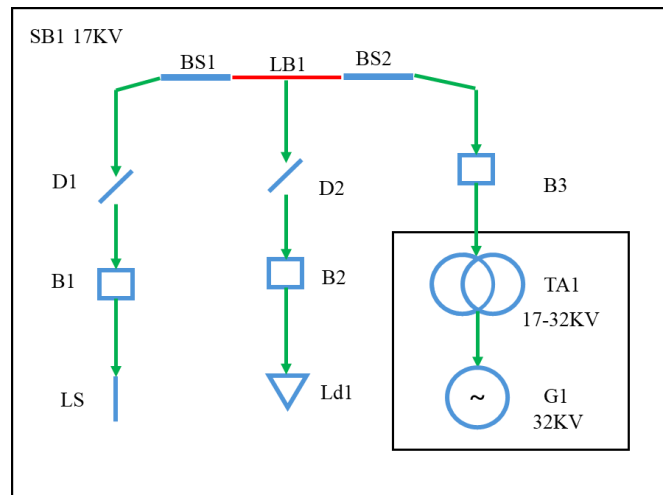 SB1 17KV
BS1
LB1
BS2
D1
D2
B3
B1
B2
TA1
17-32KV
LS
Ld1
G1
~
32KV